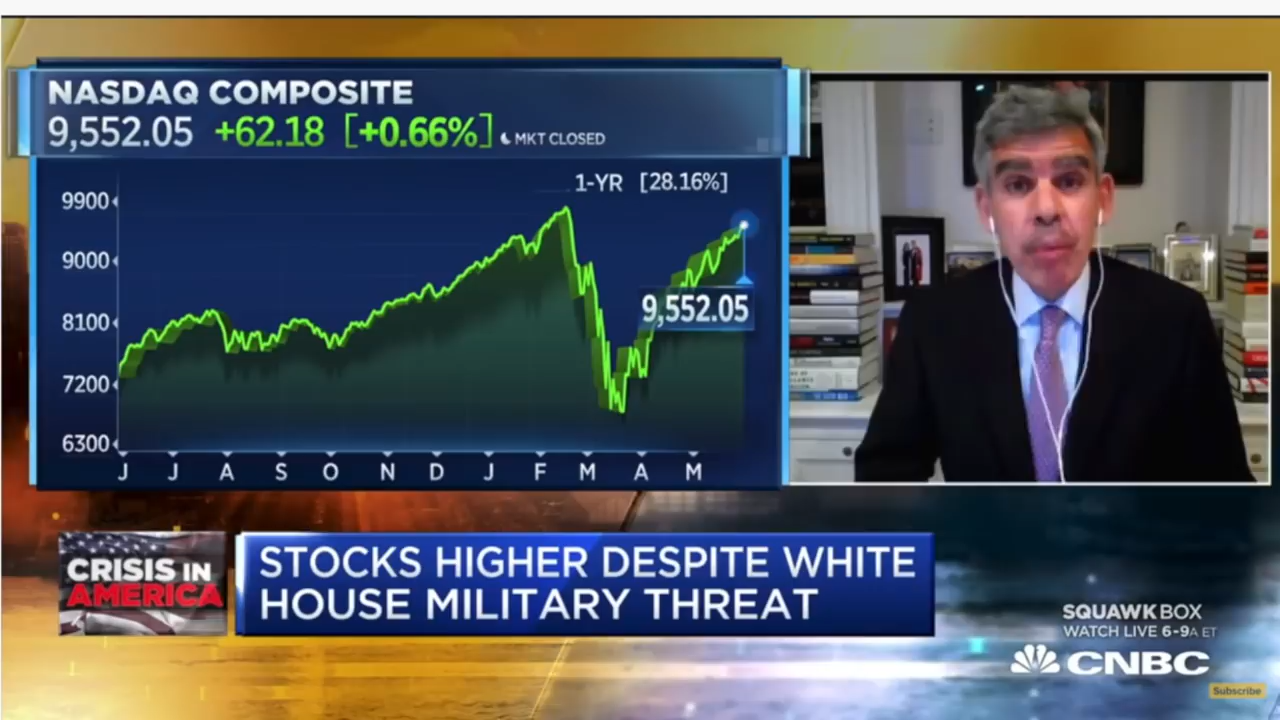 NASDAQ COMPOSITE
9,552.05 +62.18 [+0.66%] MKT CLOSED
1-YR [28.16%]
9900
9000
8100
7200
6300
9,552.05
J J A S O N D J F M A M
CRISIS IN
AMERICA
STOCKS HIGHER DESPITE WHITE
HOUSE MILITARY THREAT
SQUAWK BOX
WATCH LIVE 6-9A ET
CNBC
Subscribe